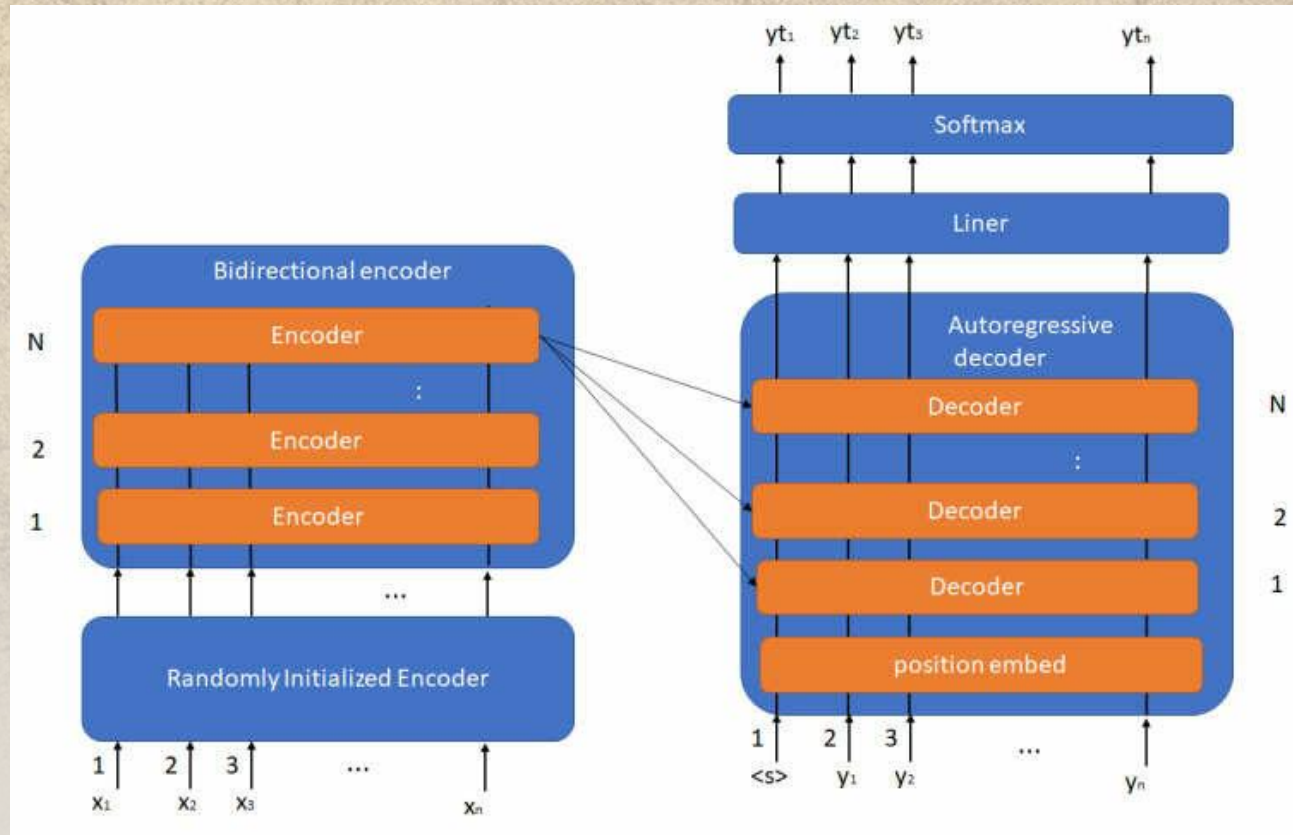 yt₁ yt₂ yt₃ ytₙ
Softmax
Liner
Bidirectional encoder
N
Encoder
:
2
Encoder
1
Encoder
...
Randomly Initialized Encoder
1 2 3 ...
x₁ x₂ x₃ xₙ
Autoregressive
decoder
Decoder
N
:
Decoder
2
Decoder
1
position embed
1 2 3 ...
<s> y₁ y₂ yₙ